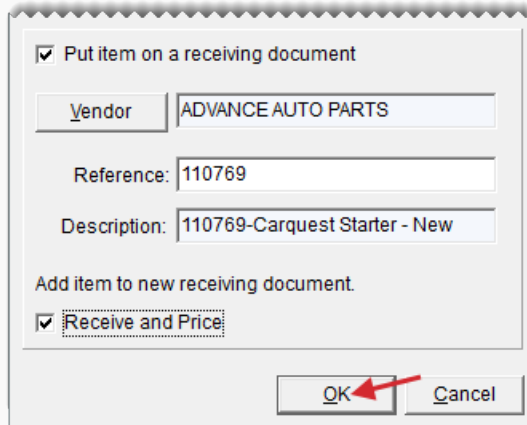 Put item on a receiving document
Vendor ADVANCE AUTO PARTS
Reference: 110769
Description: 110769-Carquest Starter - New
Add item to new receiving document.
Receive and Price
OK Cancel